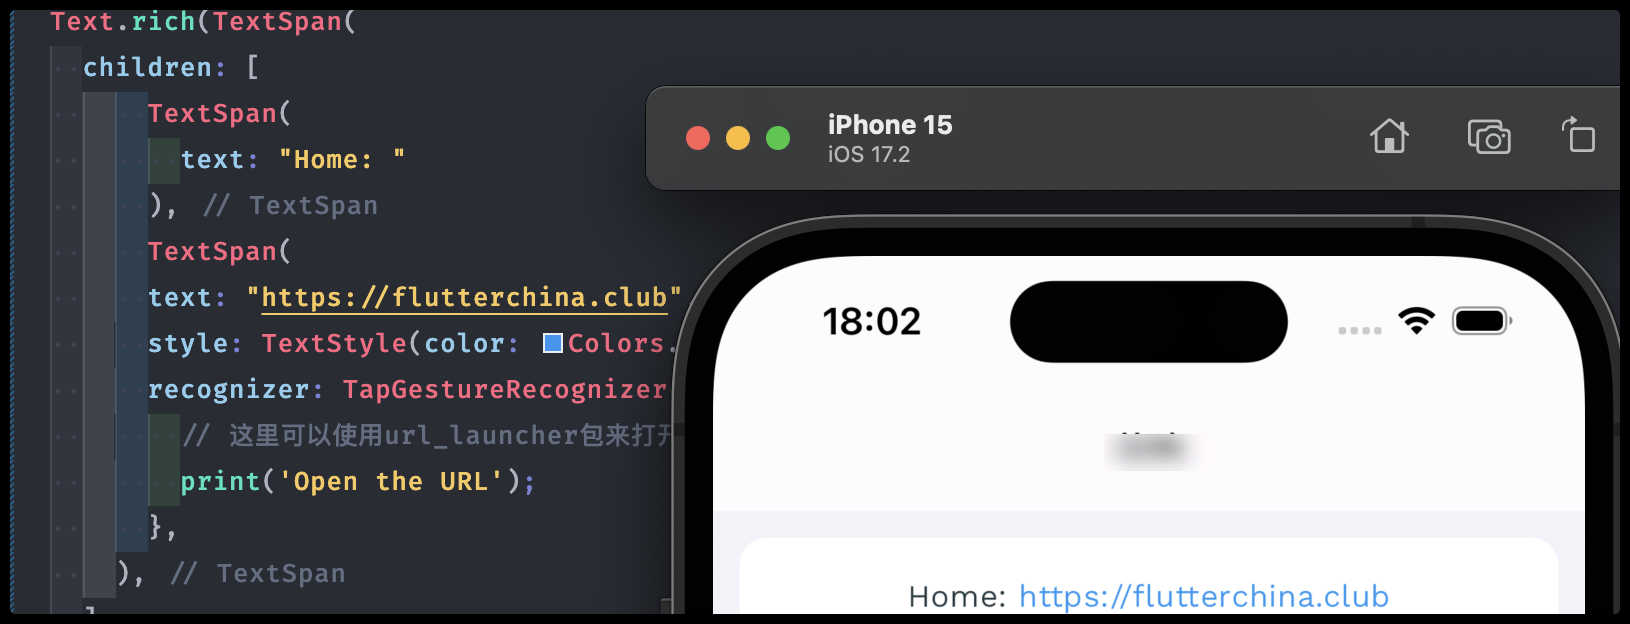 Text.rich(TextSpan(
children: [
TextSpan(
text: "Home: "
), // TextSpan
TextSpan(
text: "https://flutterchina.club"
style: TextStyle(color: Colors.
recognizer: TapGestureRecognizer
// 这里可以使用url_launcher包来打开
print('Open the URL');
},
), // TextSpan
]
iPhone 15
iOS 17.2
18:02
Home: https://flutterchina.club